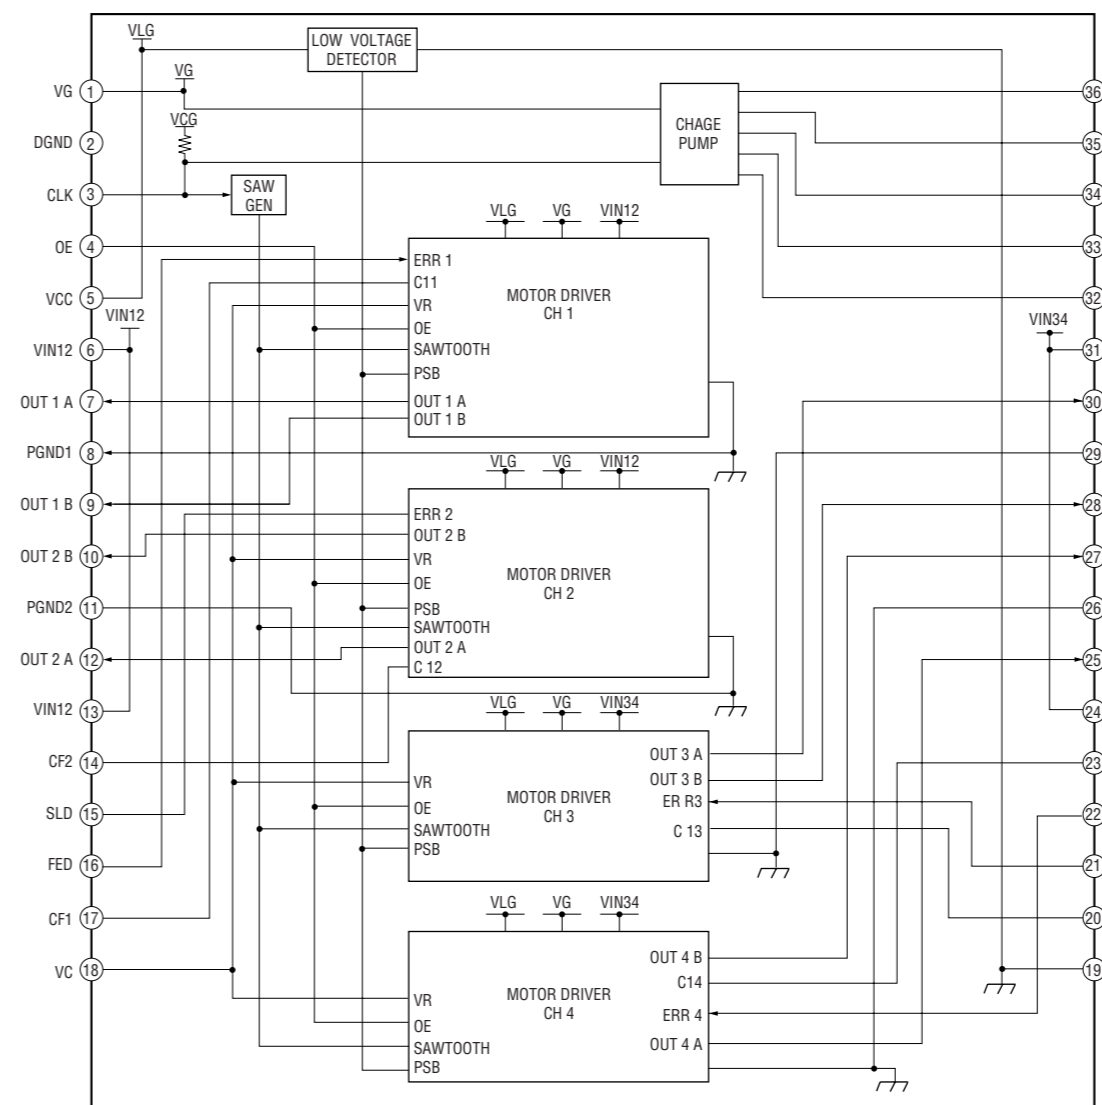 VLG
LOW VOLTAGE
DETECTOR
VG
VG 1
36
CHAGE
PUMP
VCG
DGND 2
35
CLK 3
SAW
GEN
34
VLG VG VIN12
OE 4
33
ERR 1
C11
VR
OE
SAWTOOTH
PSB
OUT 1 A
OUT 1 B
MOTOR DRIVER
CH 1
VCC 5
32
VIN12
VIN34
VIN12 6
31
OUT 1 A 7
30
PGND1 8
29
VLG VG VIN12
OUT 1 B 9
28
ERR 2
OUT 2 B
VR
OE
PSB
SAWTOOTH
OUT 2 A
C 12
MOTOR DRIVER
CH 2
OUT 2 B 10
27
PGND2 11
26
OUT 2 A 12
25
VIN12 13
24
VLG VG VIN34
CF2 14
23
VR
OE
SAWTOOTH
PSB
MOTOR DRIVER
CH 3
OUT 3 A
OUT 3 B
ER R3
C 13
SLD 15
22
FED 16
21
CF1 17
20
VLG VG VIN34
VC 18
19
VR
OE
SAWTOOTH
PSB
MOTOR DRIVER
CH 4
OUT 4 B
C14
ERR 4
OUT 4 A